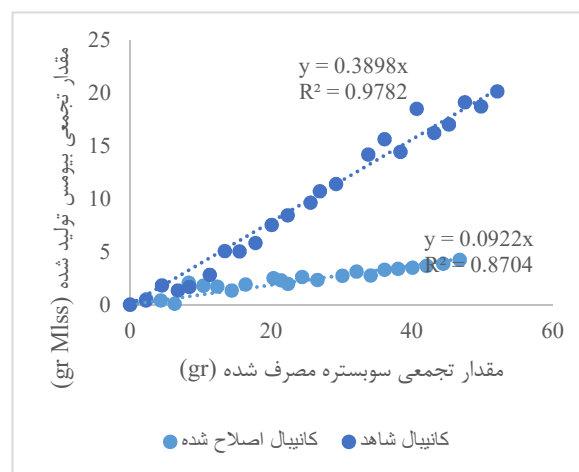 25
20
15
10
5
0
0
20
40
60
y = 0.3898x
R² = 0.9782
y = 0.0922x
R² = 0.8704
مقدار تجمعی بیومس تولید شده
(gr Mlss)
مقدار تجمعی سوبستره مصرف شده (gr)
کانیبال شاهد
کانیبال اصلاح شده